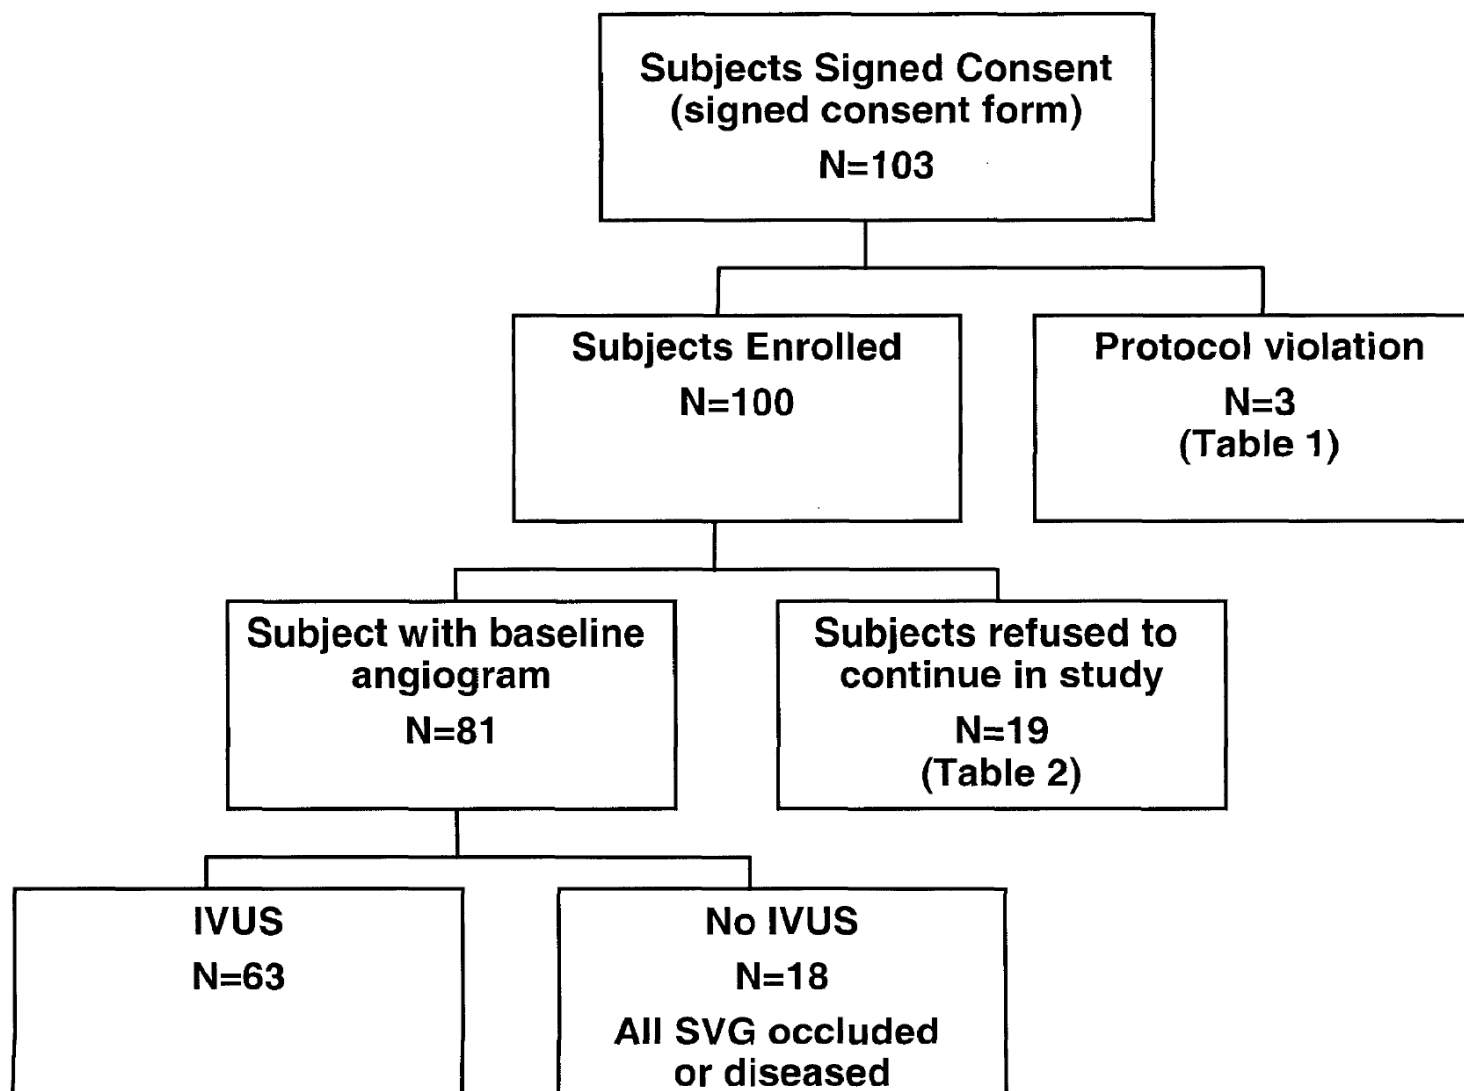 Subjects Signed Consent
(signed consent form)
N=103
Subjects Enrolled
N=100
Protocol violation
N=3
(Table 1)
Subject with baseline
angiogram
N=81
Subjects refused to
continue in study
N=19
(Table 2)
IVUS
N=63
No IVUS
N=18
All SVG occluded
or diseased